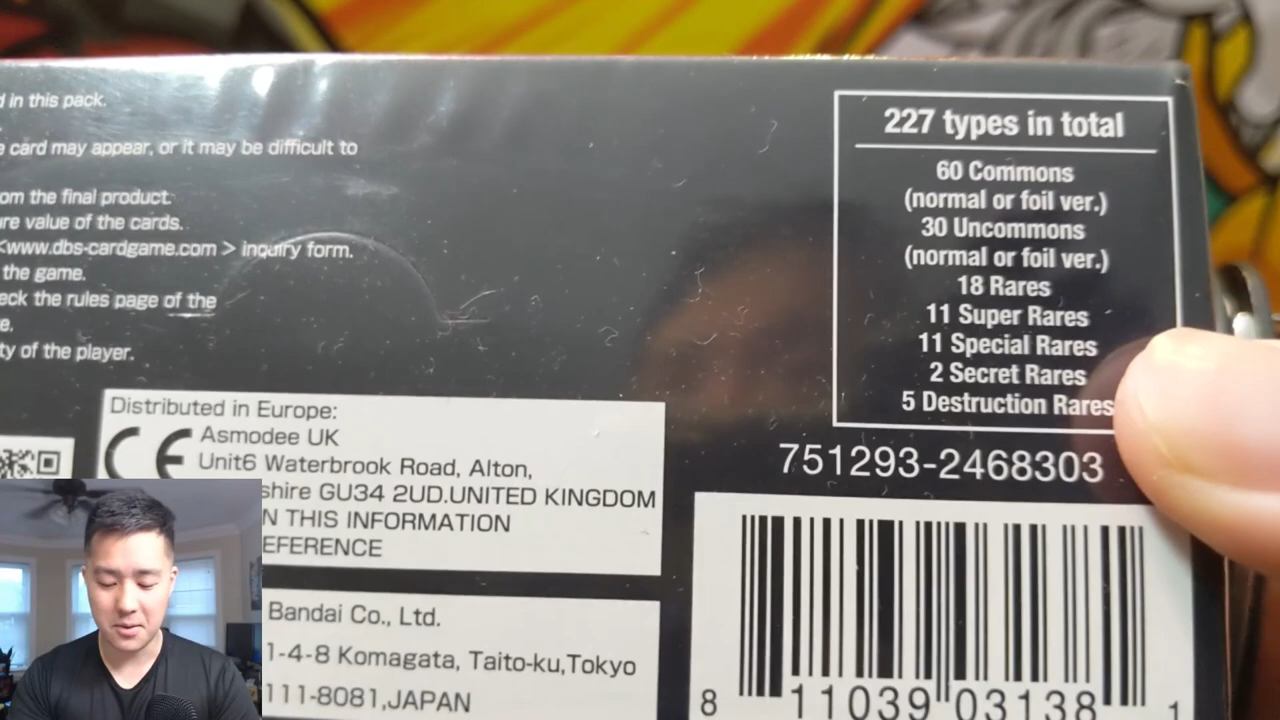 d in this pack.
e card may appear, or it may be difficult to
om the final product.
ure value of the cards.
<www.dbs-cardgame.com > inquiry form.
the game.
eck the rules page of the
e.
ty of the player.
227 types in total
60 Commons
(normal or foil ver.)
30 Uncommons
(normal or foil ver.)
18 Rares
11 Super Rares
11 Special Rares
2 Secret Rares
5 Destruction Rares
751293-2468303
8 11039 03138 1
Distributed in Europe:
CE Asmodee UK
Unit6 Waterbrook Road, Alton,
shire GU34 2UD.UNITED KINGDOM
N THIS INFORMATION
EFERENCE
Bandai Co., Ltd.
1-4-8 Komagata, Taito-ku,Tokyo
111-8081,JAPAN